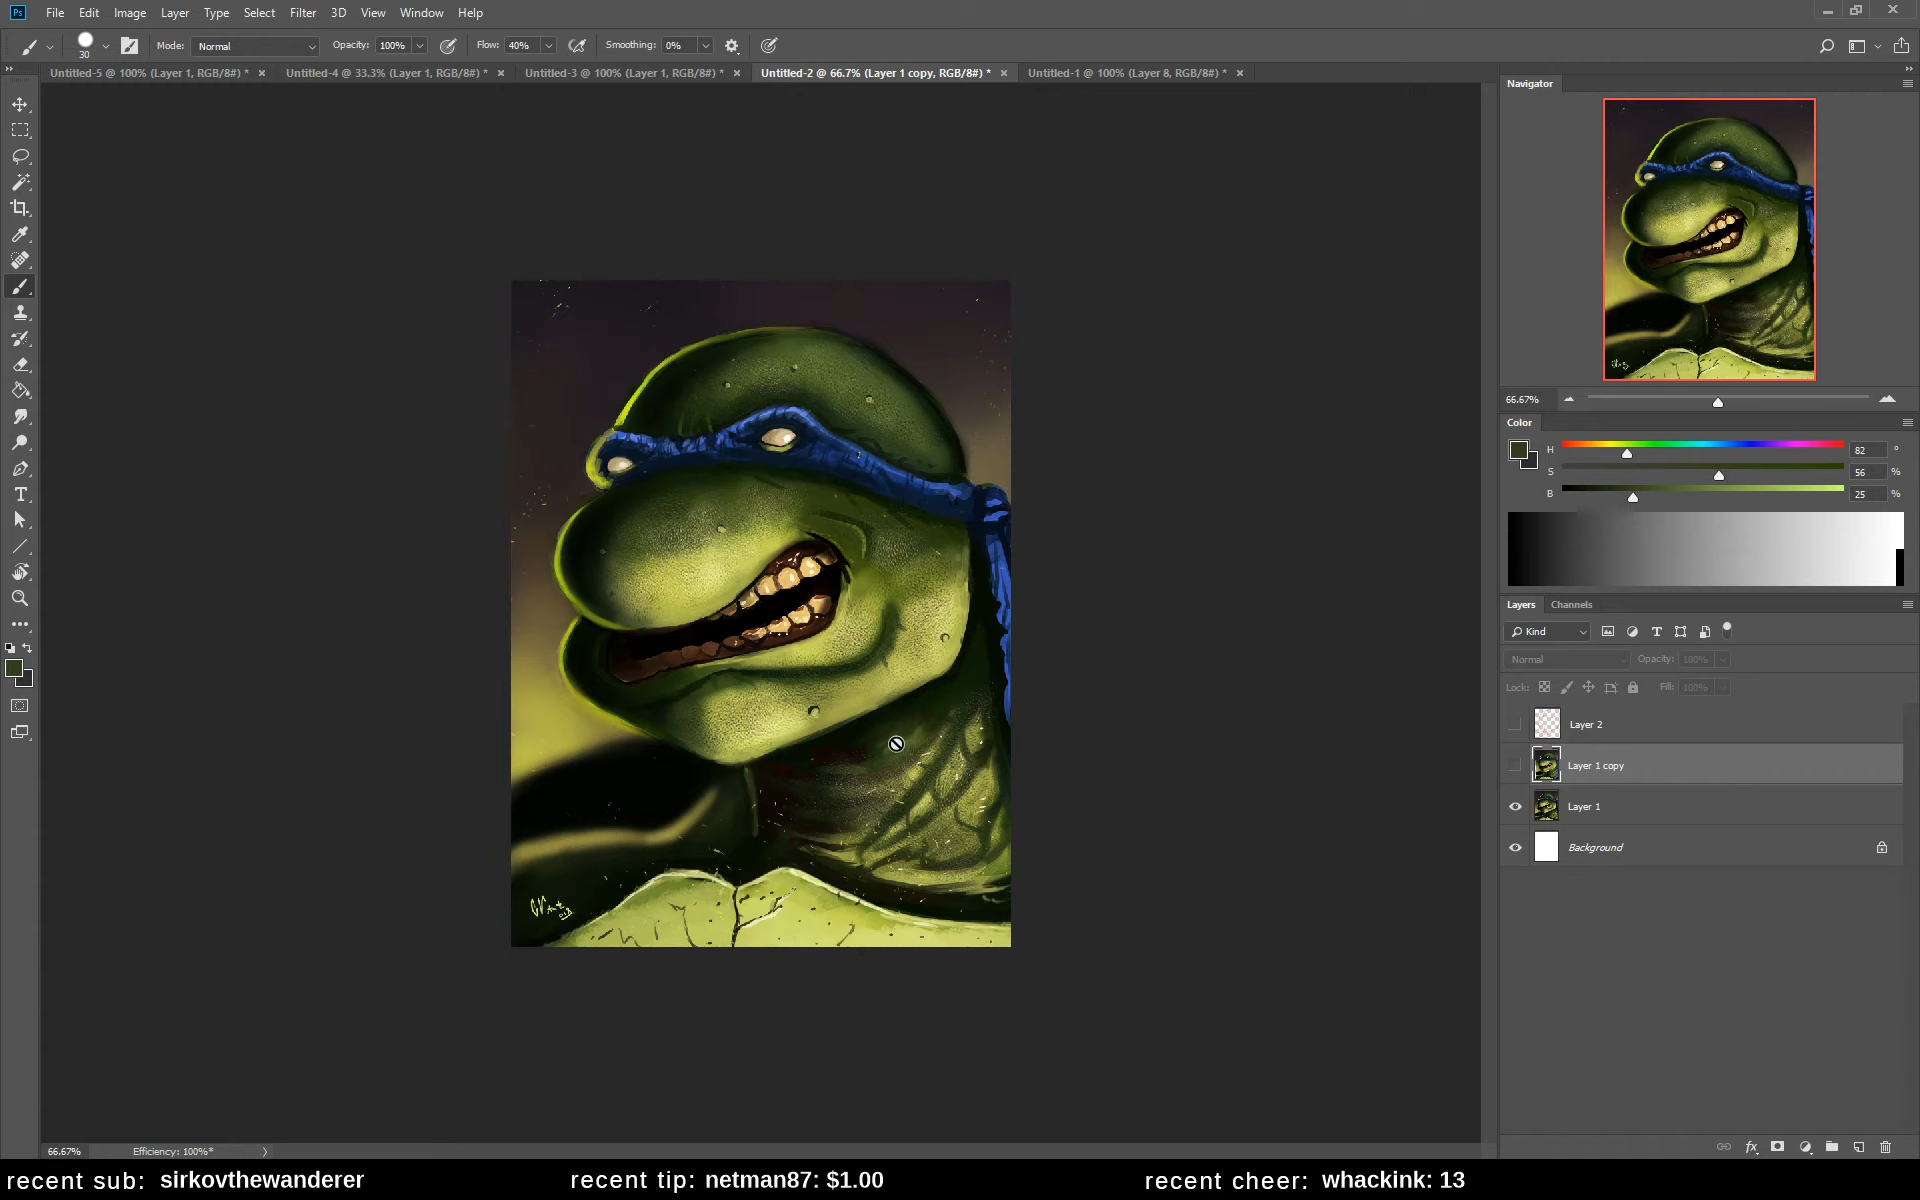 Ps File Edit Image Layer Type Select Filter 3D View Window Help
30 Mode: Normal Opacity: 100% Flow: 40% Smoothing: 0%
Untitled-5 @ 100% (Layer 1, RGB/8#) * Untitled-4 @ 33.3% (Layer 1, RGB/8#) * Untitled-3 @ 100% (Layer 1, RGB/8#) * Untitled-2 @ 66.7% (Layer 1 copy, RGB/8#) * Untitled-1 @ 100% (Layer 8, RGB/8#) *
Navigator
66.67%
Color
H 82 °
S 56 %
B 25 %
Layers Channels
Kind
Normal Opacity: 100%
Lock: Fill: 100%
Layer 2
Layer 1 copy
Layer 1
Background
66.67% Efficiency: 100%*
recent sub: sirkovthewanderer recent tip: netman87: $1.00 recent cheer: whackink: 13